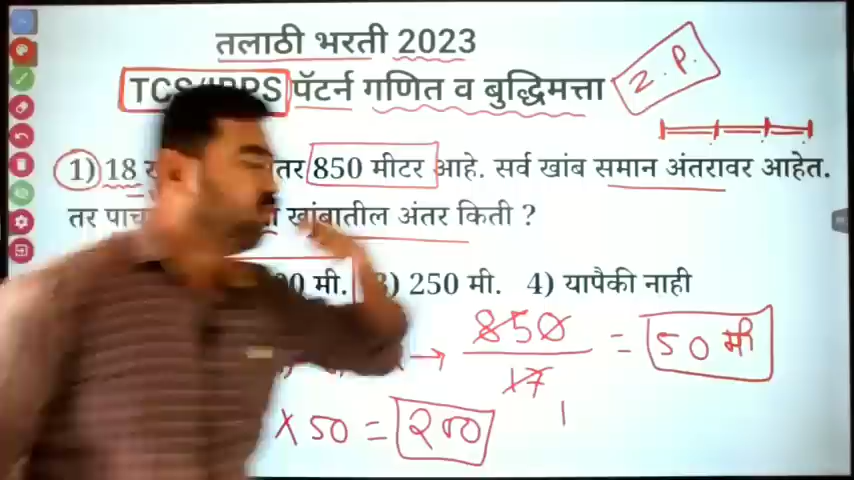 तलाठी भरती 2023
TCS/IBPS पॅटर्न गणित व बुद्धिमत्ता
Z.P.
1) 18 850 मीटर आहे. सर्व खांब समान अंतरावर आहेत.
तर खांबातील अंतर किती ?
मी. 250 मी. 4) यापैकी नाही
850 = 50 मी
17
1
x 50 = 200